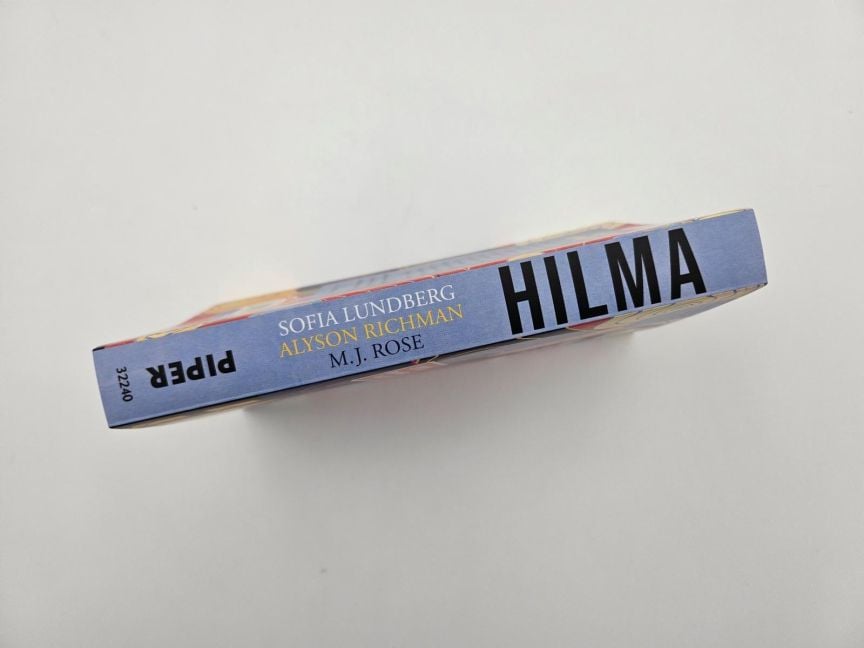 32240
PIPER
SOFIA LUNDBERG
ALYSON RICHMAN
M.J. ROSE
HILMA